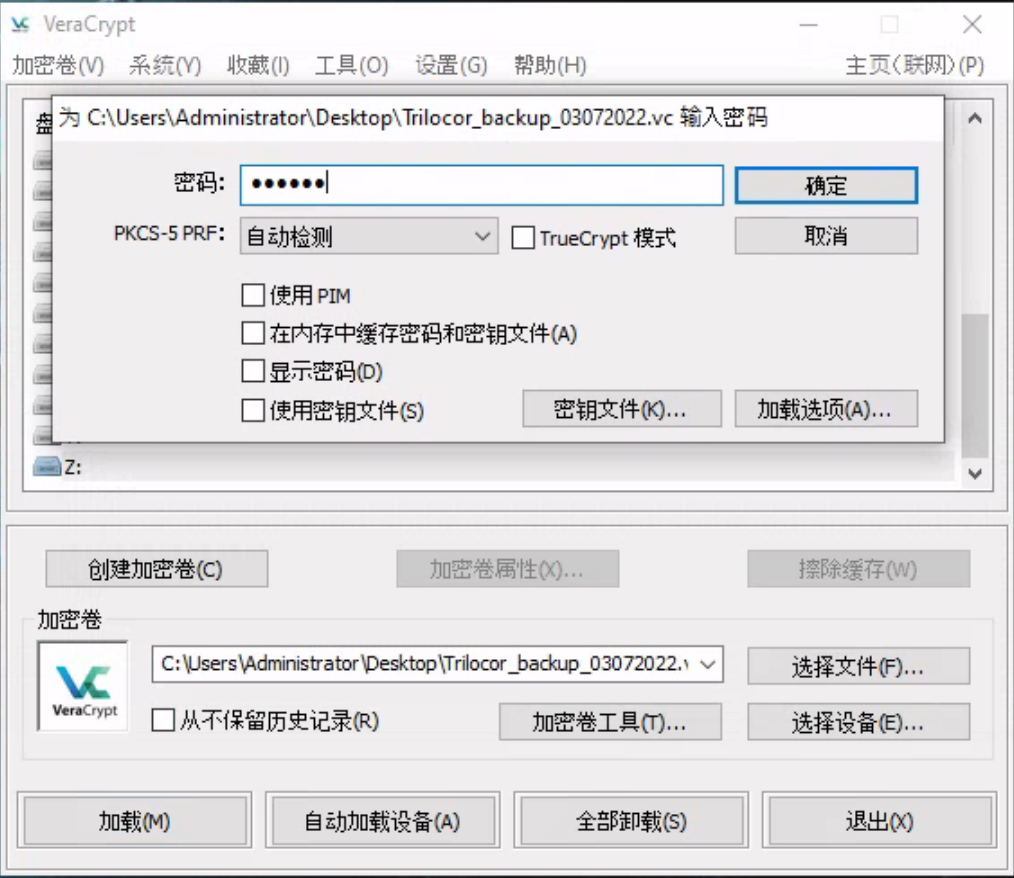 VeraCrypt
加密卷(V) 系统(Y) 收藏(I) 工具(O) 设置(G) 帮助(H) 主页(联网)(P)
盘
为 C:\Users\Administrator\Desktop\Trilocor_backup_03072022.vc 输入密码
密码: ●●●●●● 确定
PKCS-5 PRF: 自动检测 TrueCrypt 模式 取消
使用 PIM
在内存中缓存密码和密钥文件(A)
显示密码(D)
使用密钥文件(S) 密钥文件(K)... 加载选项(A)...
Z:
创建加密卷(C) 加密卷属性(X)... 擦除缓存(W)
加密卷
VeraCrypt
C:\Users\Administrator\Desktop\Trilocor_backup_03072022. 选择文件(F)...
从不保留历史记录(R) 加密卷工具(T)... 选择设备(E)...
加载(M) 自动加载设备(A) 全部卸载(S) 退出(X)